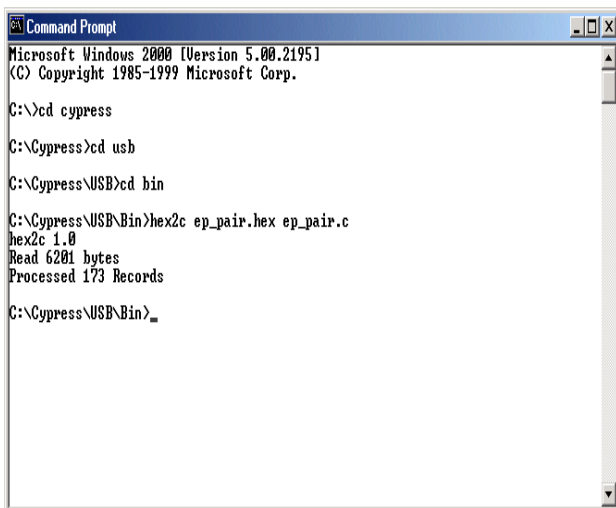 Command Prompt
Microsoft Windows 2000 [Version 5.00.2195]
(C) Copyright 1985-1999 Microsoft Corp.
C:\>cd cypress
C:\Cypress>cd usb
C:\Cypress\USB>cd bin
C:\Cypress\USB\Bin>hex2c ep_pair.hex ep_pair.c
hex2c 1.0
Read 6201 bytes
Processed 173 Records
C:\Cypress\USB\Bin>_